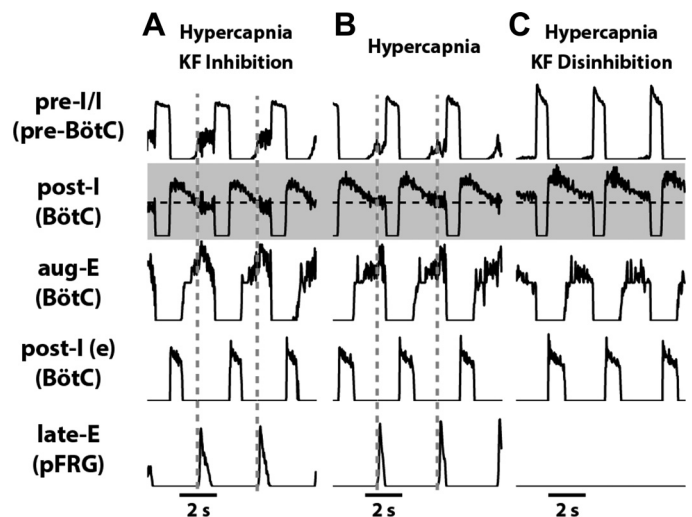 A
Hypercapnia
KF Inhibition
B
Hypercapnia
C
Hypercapnia
KF Disinhibition
pre-I/I
(pre-BötC)
post-I
(BötC)
aug-E
(BötC)
post-I (e)
(BötC)
late-E
(pFRG)
2 s
2 s
2 s